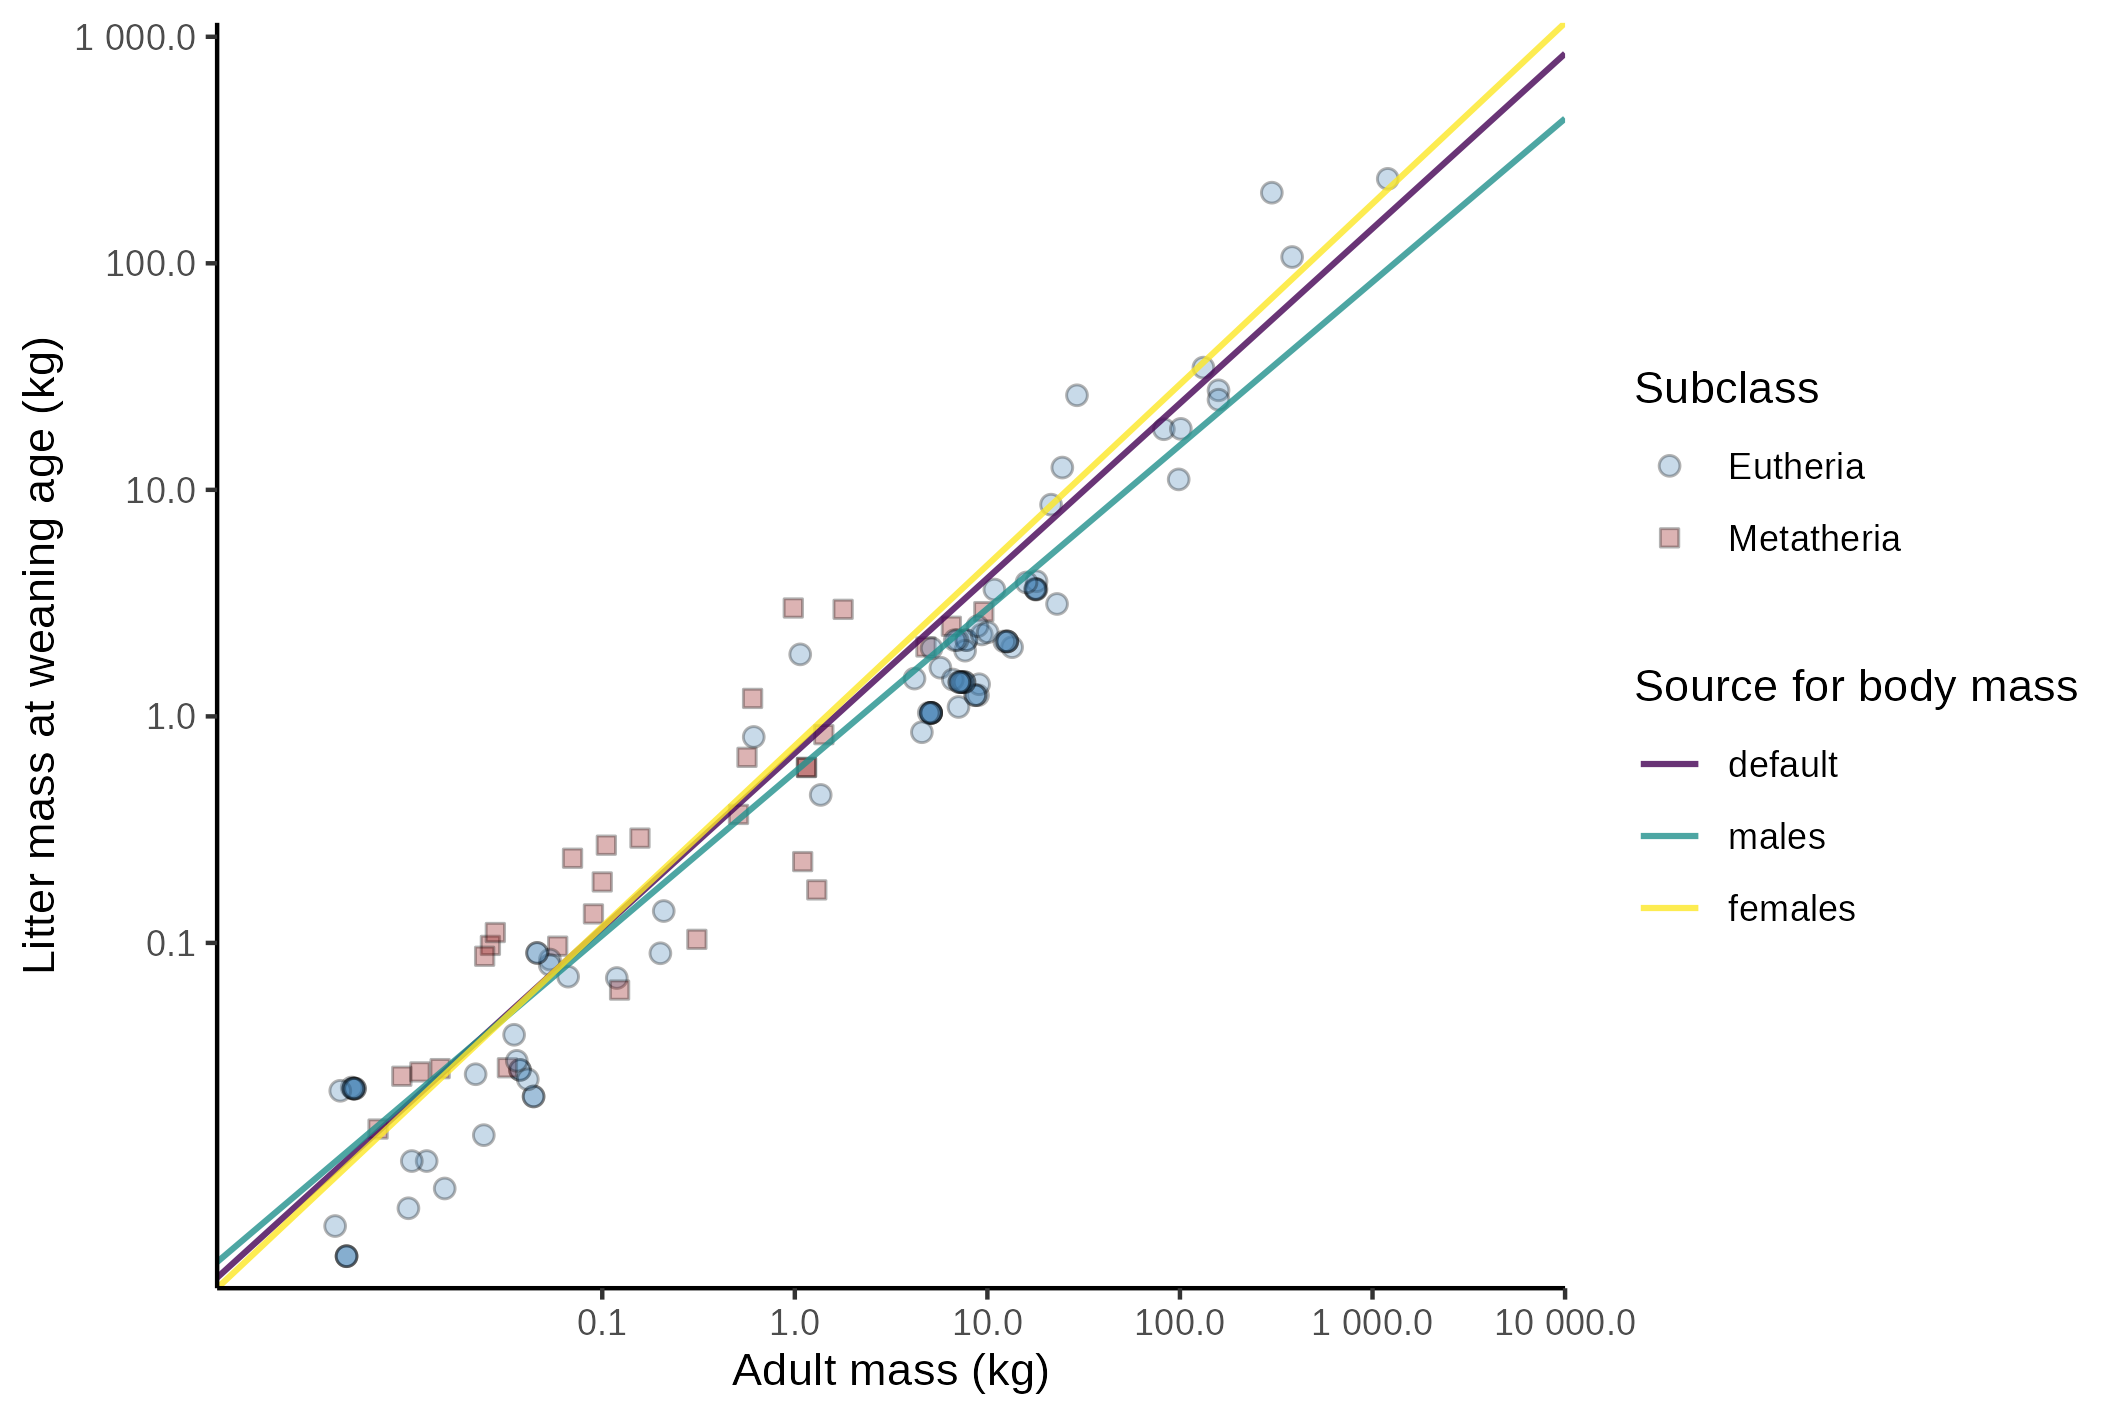 Litter mass at weaning age (kg)
1 000.0
100.0
10.0
1.0
0.1
0.1
1.0
10.0
100.0
1 000.0
10 000.0
Adult mass (kg)
Subclass
Eutheria
Metatheria
Source for body mass
default
males
females